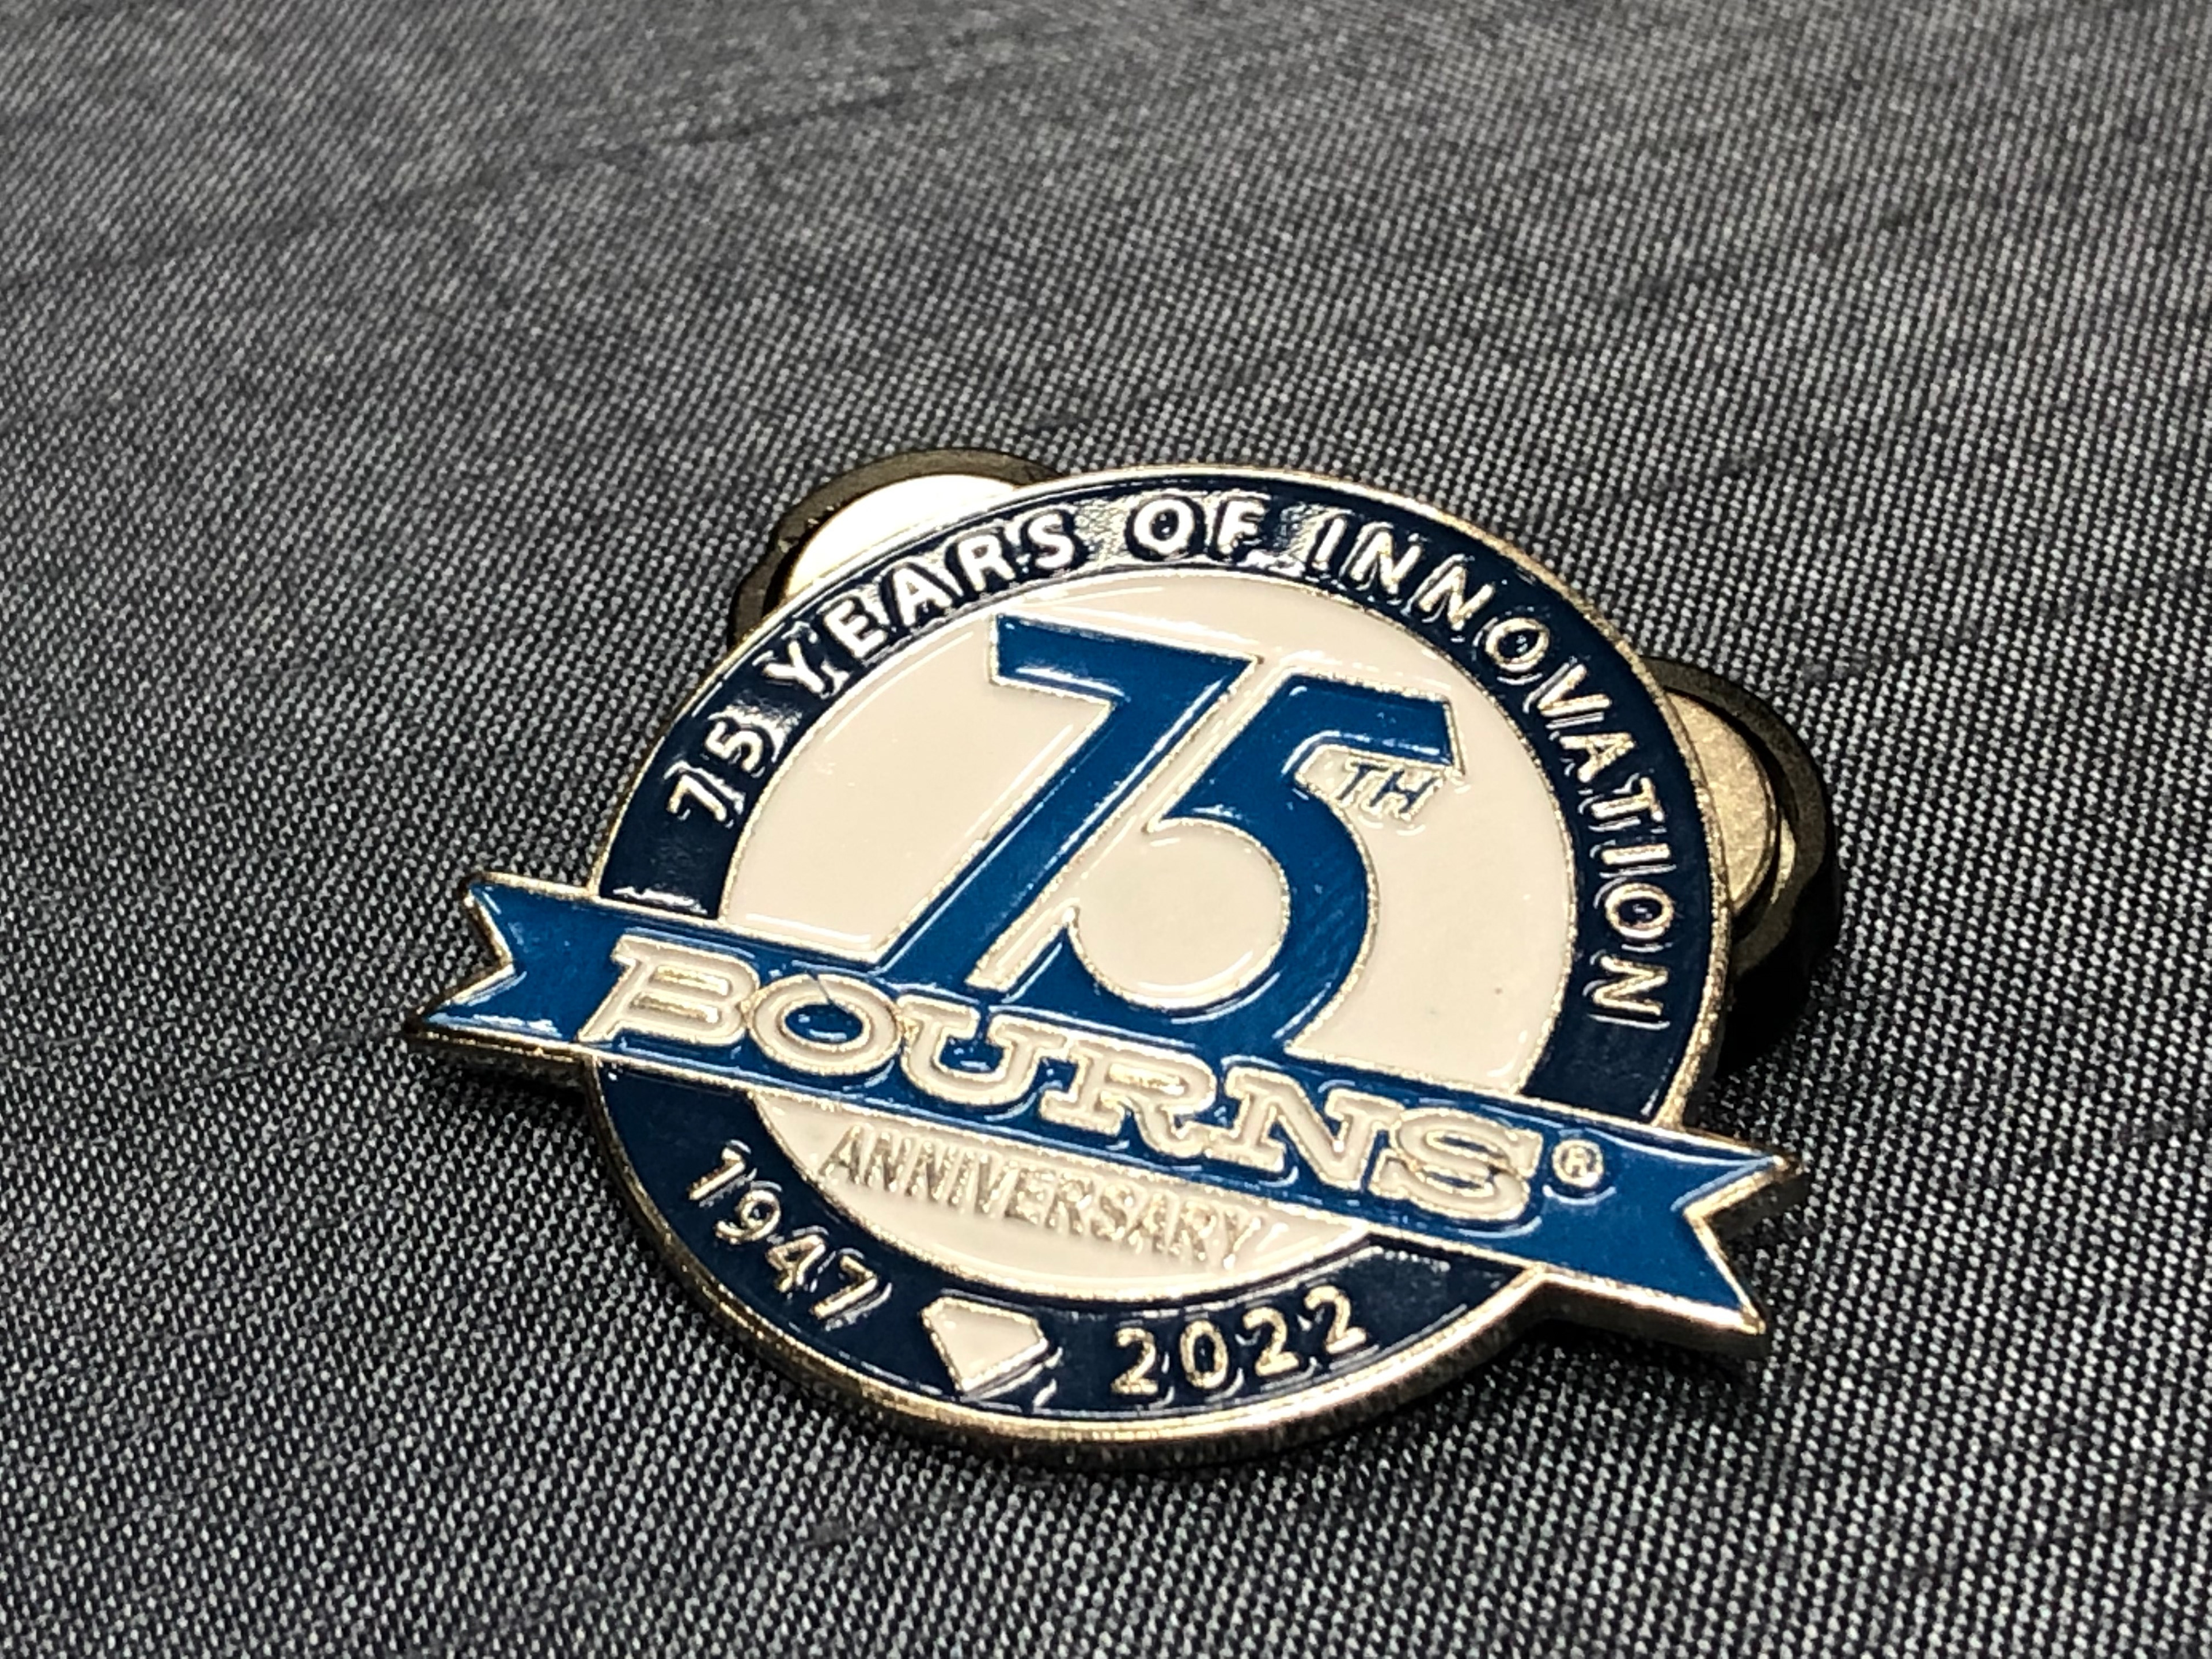 75 YEARS OF INNOVATION
75TH
BOURNS®
ANNIVERSARY
1947 2022